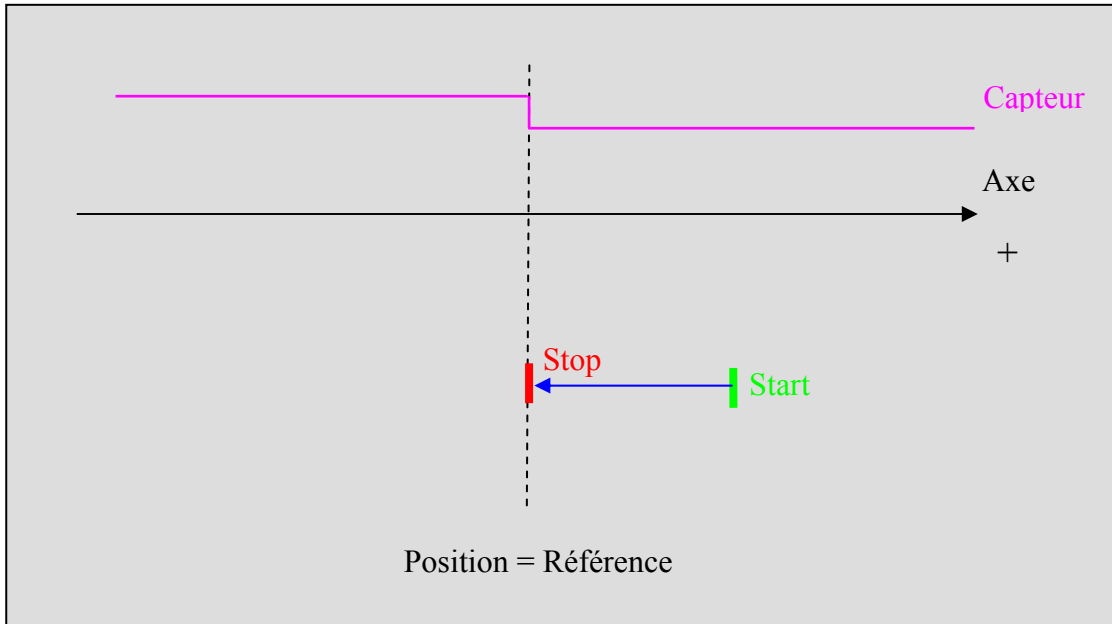 Capteur
Axe
+
Stop
Start
Position = Référence